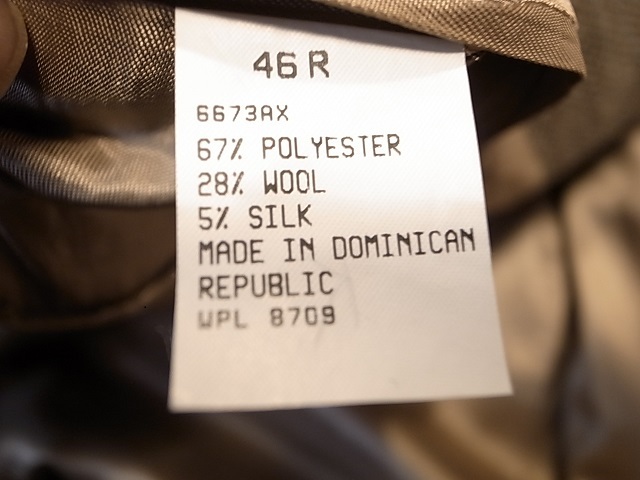 46 R
6673AX
67% POLYESTER
28% WOOL
5% SILK
MADE IN DOMINICAN
REPUBLIC
WPL 8709